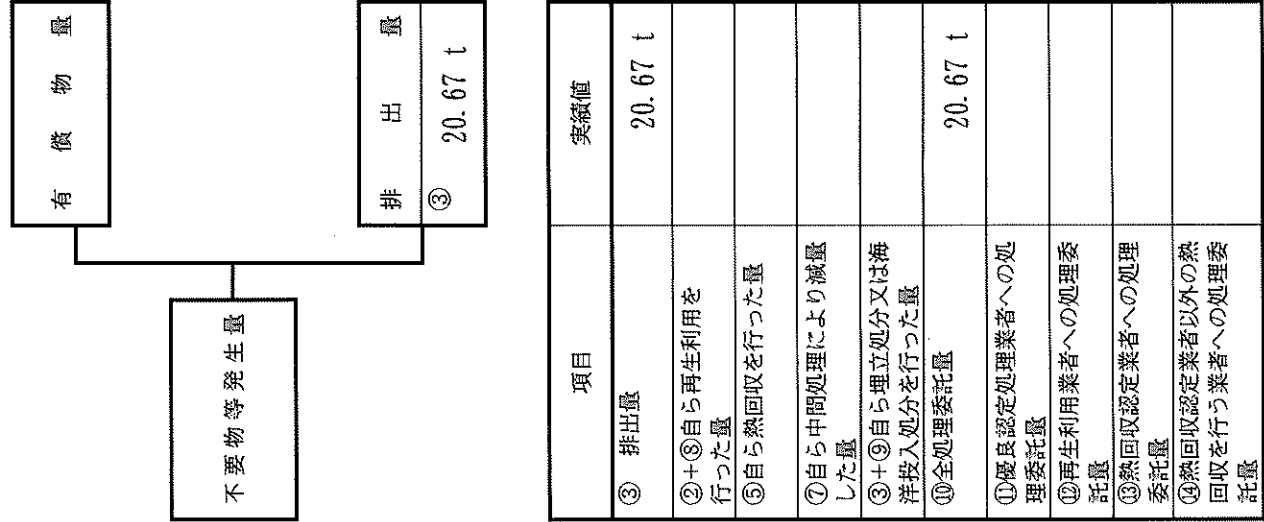 有償物量
不要物等発生量
排出量
③ 20.67 t
項目 実績値
③ 排出量 20.67 t
②+⑧自ら再生利用を
行った量
⑤自ら熱回収を行った量
⑦自ら中間処理により減量
した量
③+⑨自ら埋立処分又は海
洋投入処分を行った量
⑩全処理委託量 20.67 t
⑪優良認定処理業者への処
理委託量
⑫再生利用業者への処理委
託量
⑬熱回収認定業者への処理
委託量
⑭熱回収認定業者以外の熱
回収を行う業者への処理委
託量